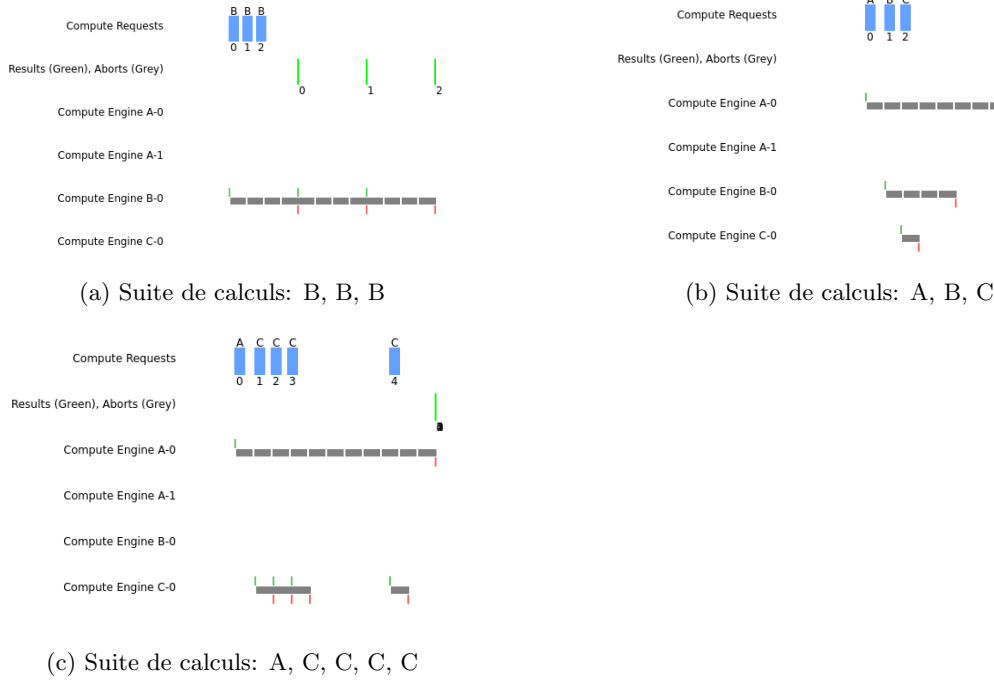 B B B
Compute Requests
0 1 2
Results (Green), Aborts (Grey)
0 1 2
Compute Engine A-0
Compute Engine A-1
Compute Engine B-0
Compute Engine C-0
(a) Suite de calculs: B, B, B
A B C
Compute Requests
0 1 2
Results (Green), Aborts (Grey)
Compute Engine A-0
Compute Engine A-1
Compute Engine B-0
Compute Engine C-0
(b) Suite de calculs: A, B, C
A C C C C
Compute Requests
0 1 2 3 4
Results (Green), Aborts (Grey)
Compute Engine A-0
Compute Engine A-1
Compute Engine B-0
Compute Engine C-0
(c) Suite de calculs: A, C, C, C, C